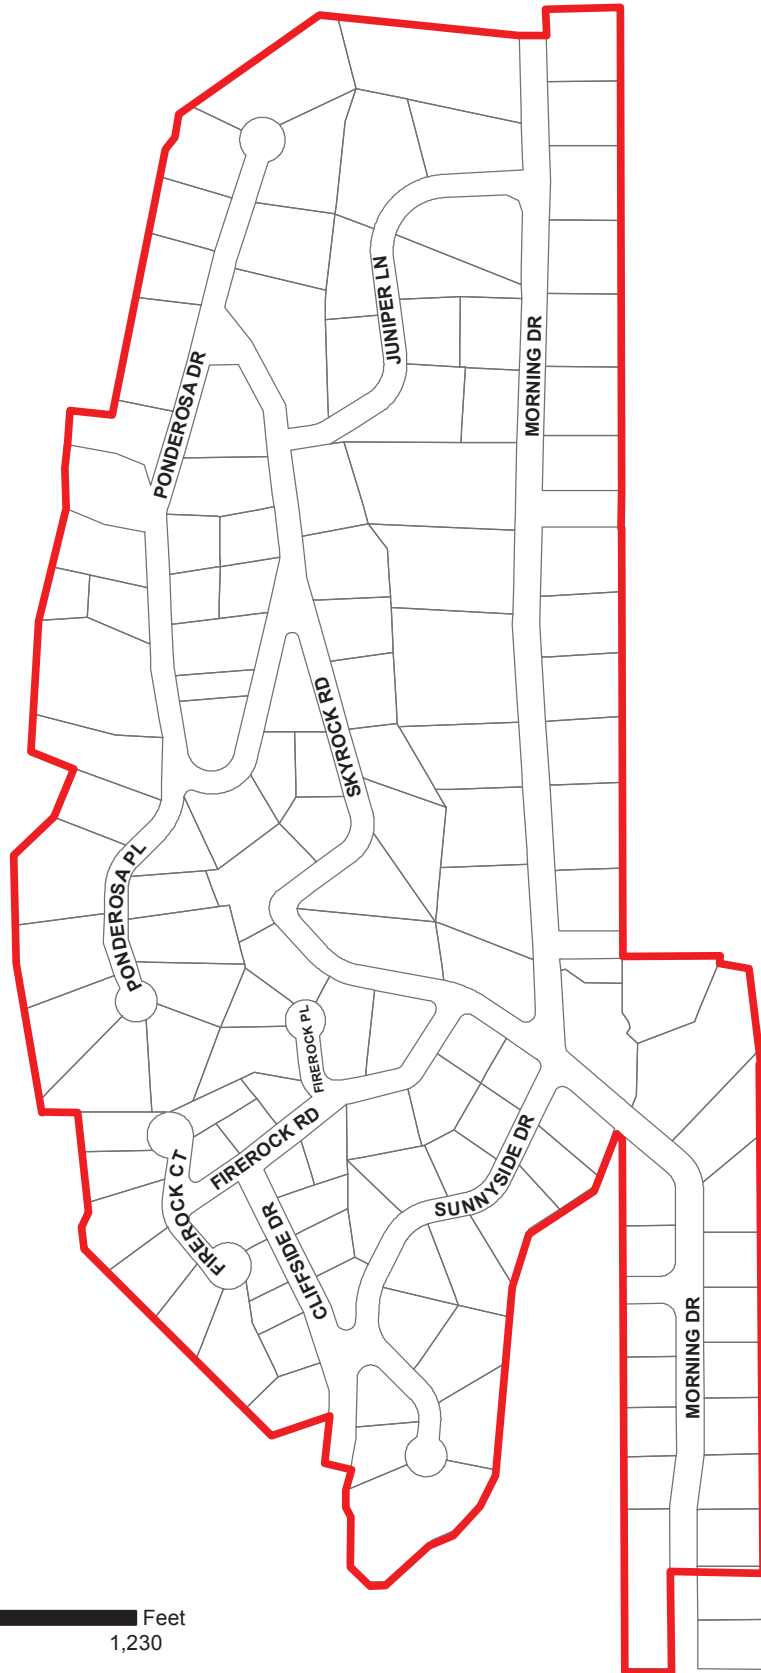 JUNIPER LN
MORNING DR
PONDEROSA DR
SKYROCK RD
PONDEROSA PL
FIREROCK PL
FIREROCK RD
SUNNYSIDE DR
FIREROCK CT
CLIFFSIDE DR
MORNING DR
Feet
1,230